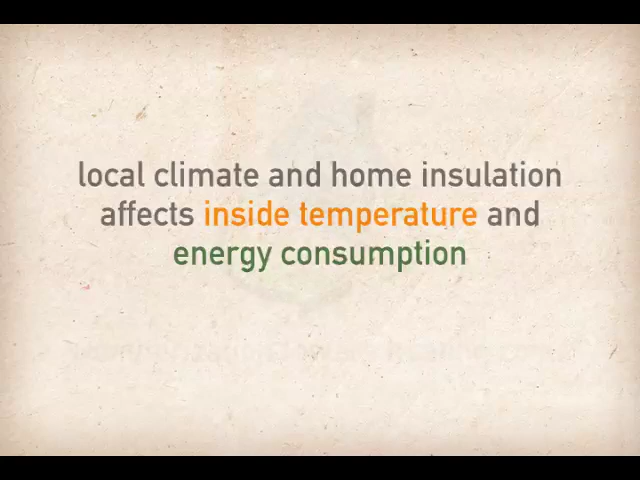 local climate and home insulation
affects inside temperature and
energy consumption